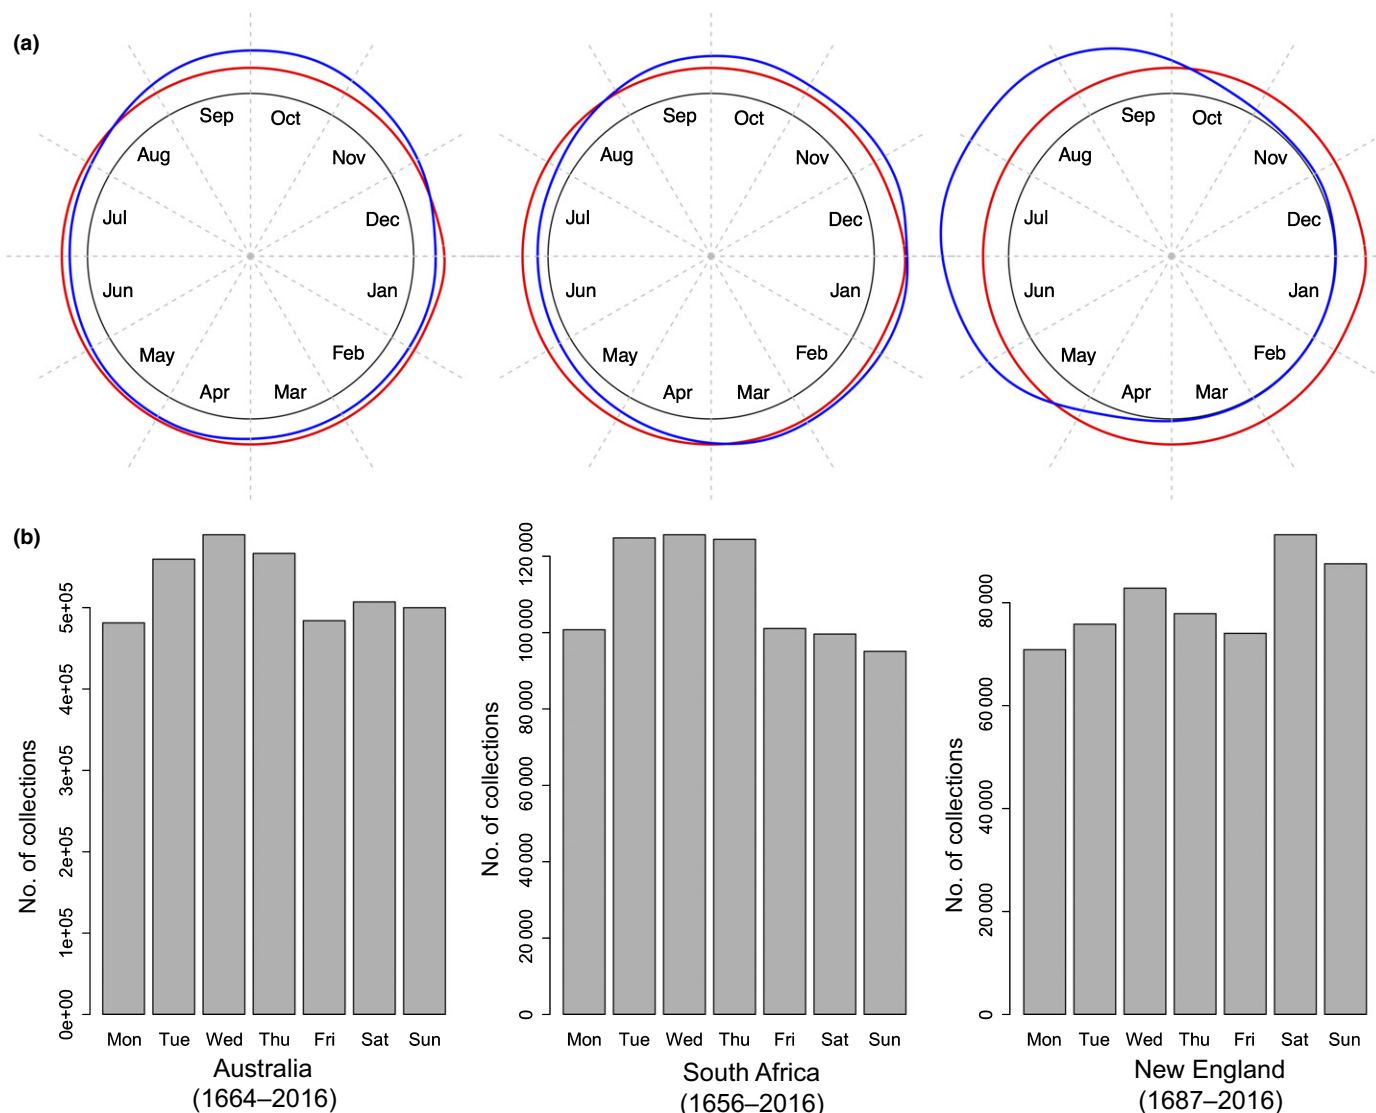 (a)
Sep Oct
Aug Nov
Jul Dec
Jun Jan
May Feb
Apr Mar
Sep Oct
Aug Nov
Jul Dec
Jun Jan
May Feb
Apr Mar
Sep Oct
Aug Nov
Jul Dec
Jun Jan
May Feb
Apr Mar
(b)
No. of collections
5e+05
4e+05
3e+05
2e+05
1e+05
0e+00
Mon Tue Wed Thu Fri Sat Sun
Australia
(1664–2016)
No. of collections
120 000
100 000
80 000
60 000
40 000
20 000
0
Mon Tue Wed Thu Fri Sat Sun
South Africa
(1656–2016)
No. of collections
80 000
60 000
40 000
20 000
0
Mon Tue Wed Thu Fri Sat Sun
New England
(1687–2016)